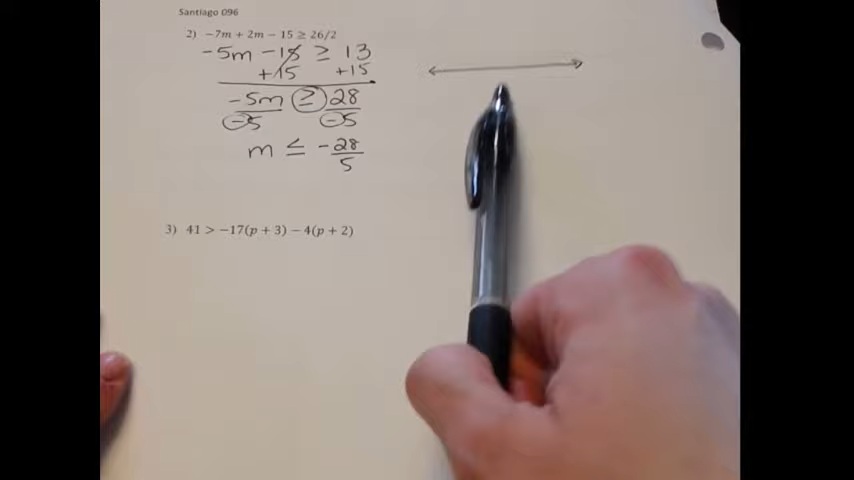 Santiago 096
2) −7m + 2m − 15 ≥ 26/2
-5m -15 ≥ 13
+15 +15
-5m ≥ 28
-5 -5
m ≤ -28
5
3) 41 > −17(p + 3) − 4(p + 2)